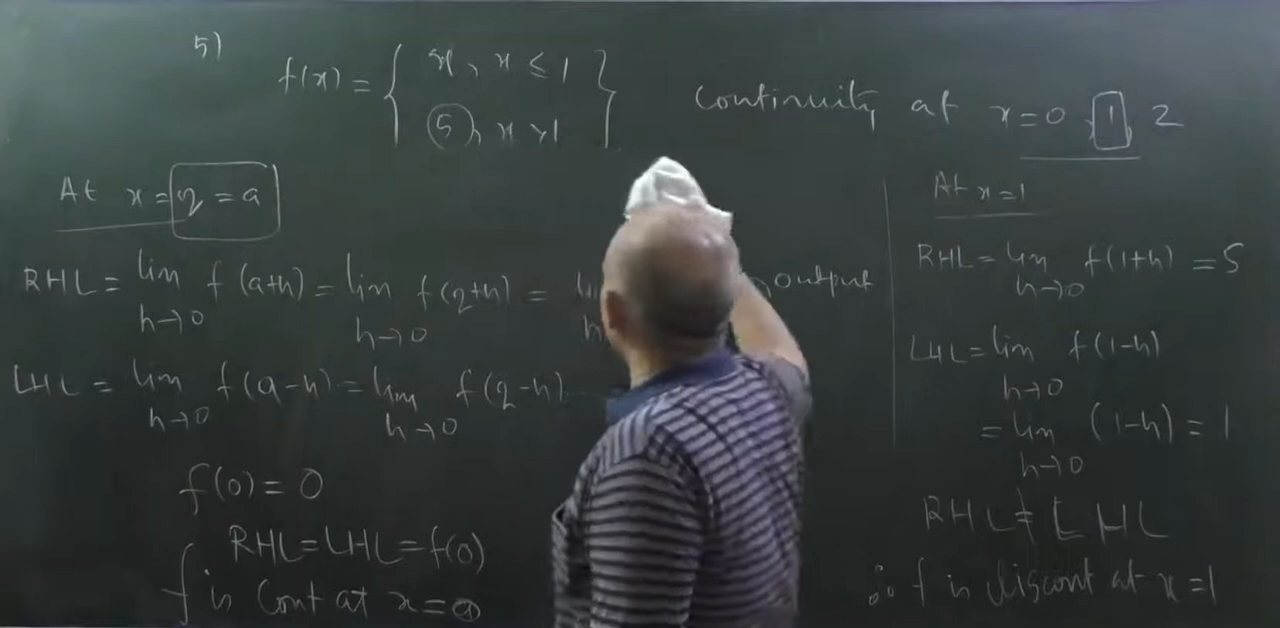 5)
f(x) = { x, x ≤ 1
5, x > 1 }
Continuity at x = 0, 1, 2
At x = 2 = a
RHL = lim f(a+h) = lim f(2+h) =
h→0 h→0
output
LHL = lim f(a-h) = lim f(2-h)
h→0 h→0
f(0) = 0
RHL = LHL = f(0)
f is Cont at x =
At x = 1
RHL = lim f(1+h) = 5
h→0
LHL = lim f(1-h)
h→0
= lim (1-h) = 1
h→0
RHL ≠ LHL
∴ f is discont at x = 1